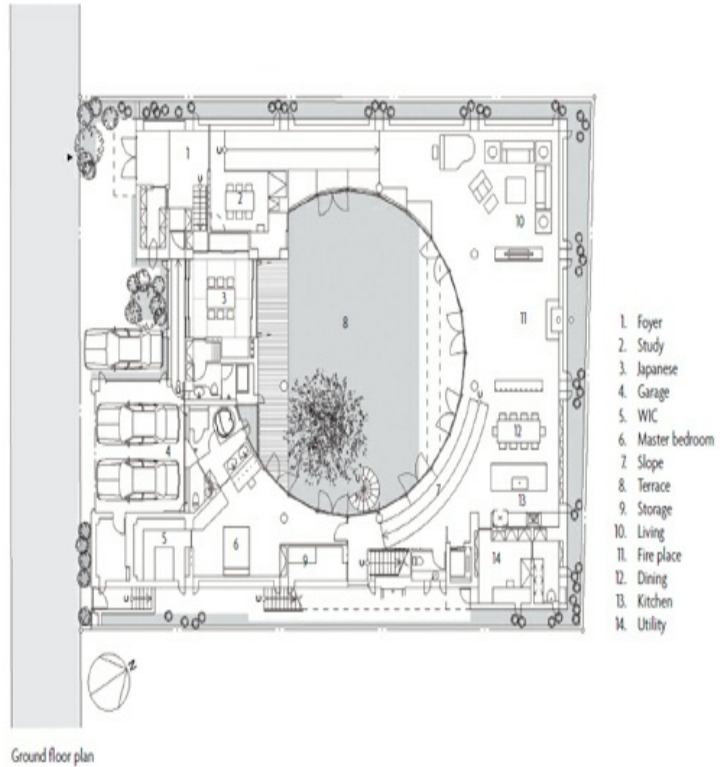 1
2
3
4
5
6
7
8
9
10
11
12
13
14
N
1. Foyer
2. Study
3. Japanese
4. Garage
5. WIC
6. Master bedroom
7. Slope
8. Terrace
9. Storage
10. Living
11. Fire place
12. Dining
13. Kitchen
14. Utility
Ground floor plan